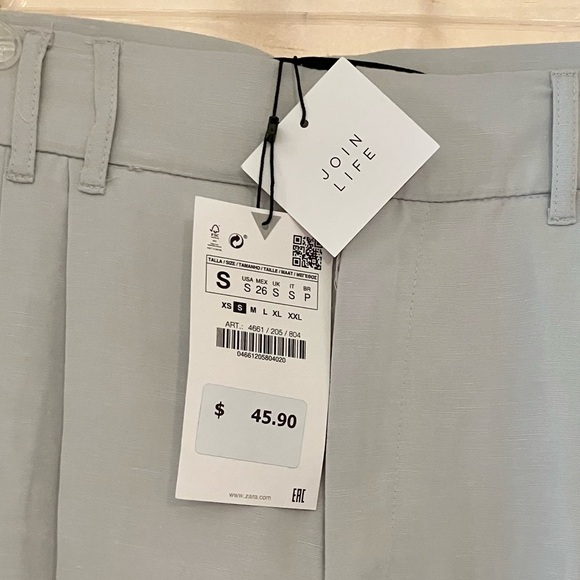 JOIN
LIFE
FSC
TALLA / SIZE / TAMANHO / TAILLE / MAAT /
S
USA MEX UK IT BR
S 26 S S P
XS S M L XL XXL
ART.: 4661 / 205 / 804
04661205804020
$ 45.90
www.zara.com
EAC